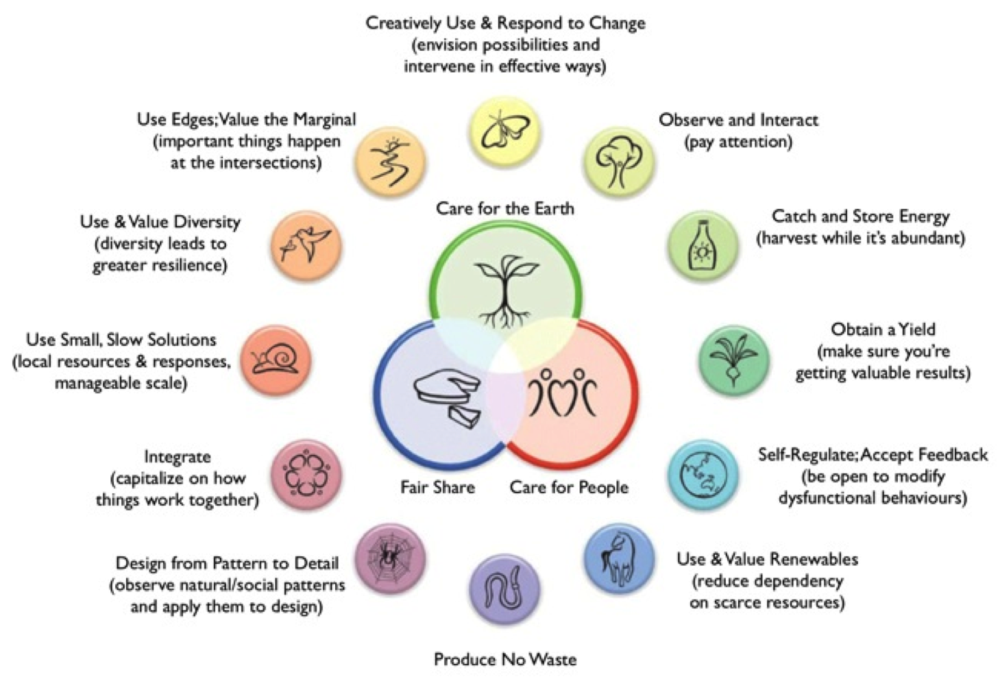 Creatively Use & Respond to Change
(envision possibilities and
intervene in effective ways)
Use Edges; Value the Marginal
(important things happen
at the intersections)
Observe and Interact
(pay attention)
Care for the Earth
Use & Value Diversity
(diversity leads to
greater resilience)
Catch and Store Energy
(harvest while it's abundant)
Use Small, Slow Solutions
(local resources & responses,
manageable scale)
Obtain a Yield
(make sure you're
getting valuable results)
Integrate
(capitalize on how
things work together)
Fair Share
Care for People
Self-Regulate; Accept Feedback
(be open to modify
dysfunctional behaviours)
Design from Pattern to Detail
(observe natural/social patterns
and apply them to design)
Use & Value Renewables
(reduce dependency
on scarce resources)
Produce No Waste